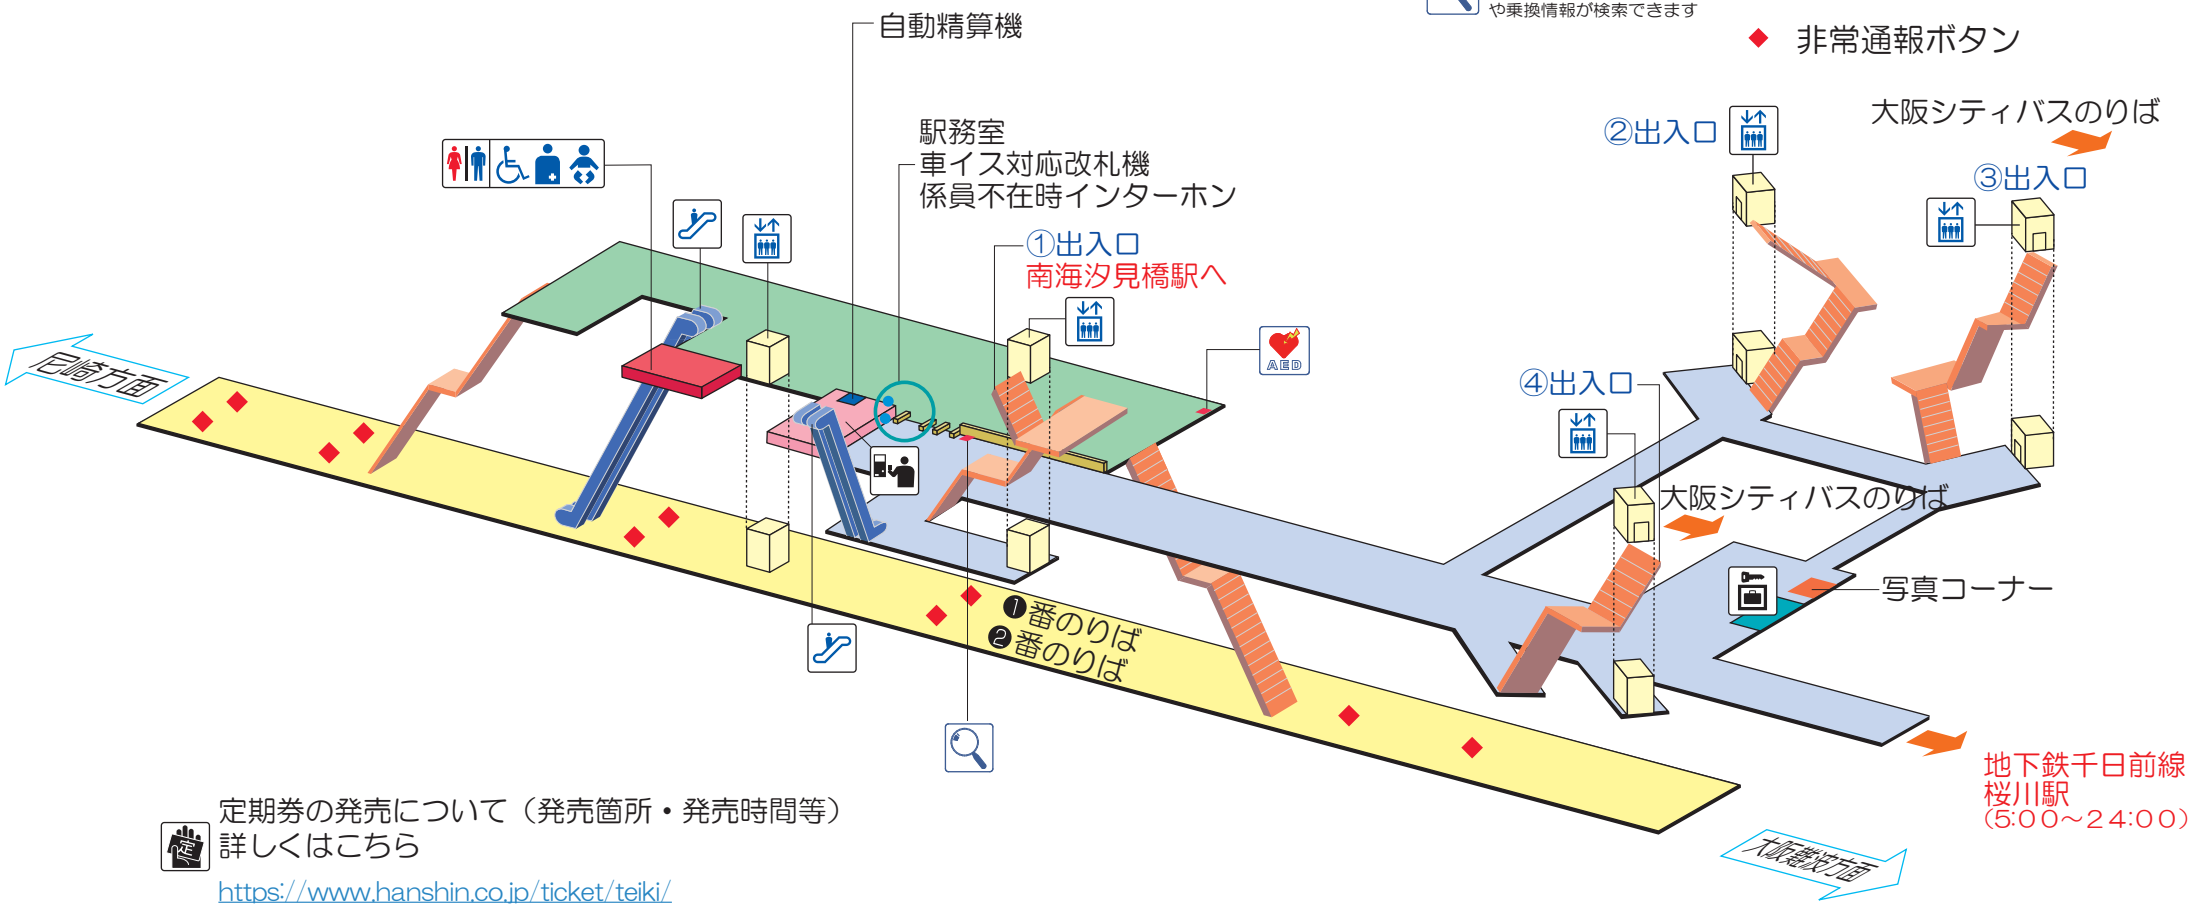 や乗換情報が検索できます
自動精算機
非常通報ボタン
大阪シティバスのりば
②出入口
③出入口
駅務室
車イス対応改札機
係員不在時インターホン
①出入口
南海汐見橋駅へ
AED
尼崎方面
④出入口
大阪シティバスのりば
写真コーナー
❶番のりば
❷番のりば
地下鉄千日前線
桜川駅
(5:00～24:00)
大阪難波方面
定期券の発売について（発売箇所・発売時間等）
定
詳しくはこちら
https://www.hanshin.co.jp/ticket/teiki/